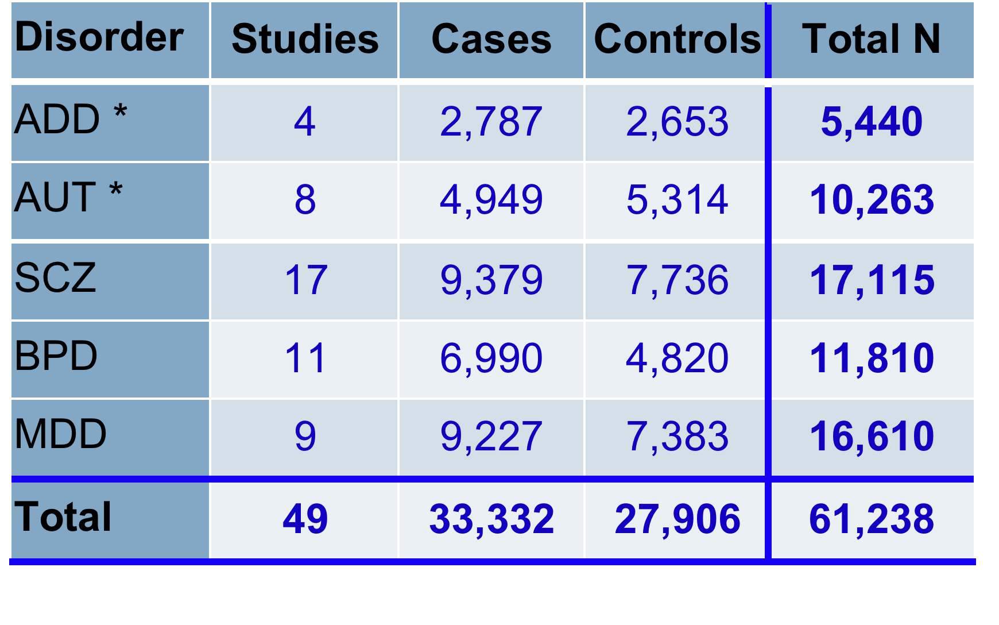 Disorder Studies Cases Controls Total N
ADD * 4 2,787 2,653 5,440
AUT * 8 4,949 5,314 10,263
SCZ 17 9,379 7,736 17,115
BPD 11 6,990 4,820 11,810
MDD 9 9,227 7,383 16,610
Total 49 33,332 27,906 61,238